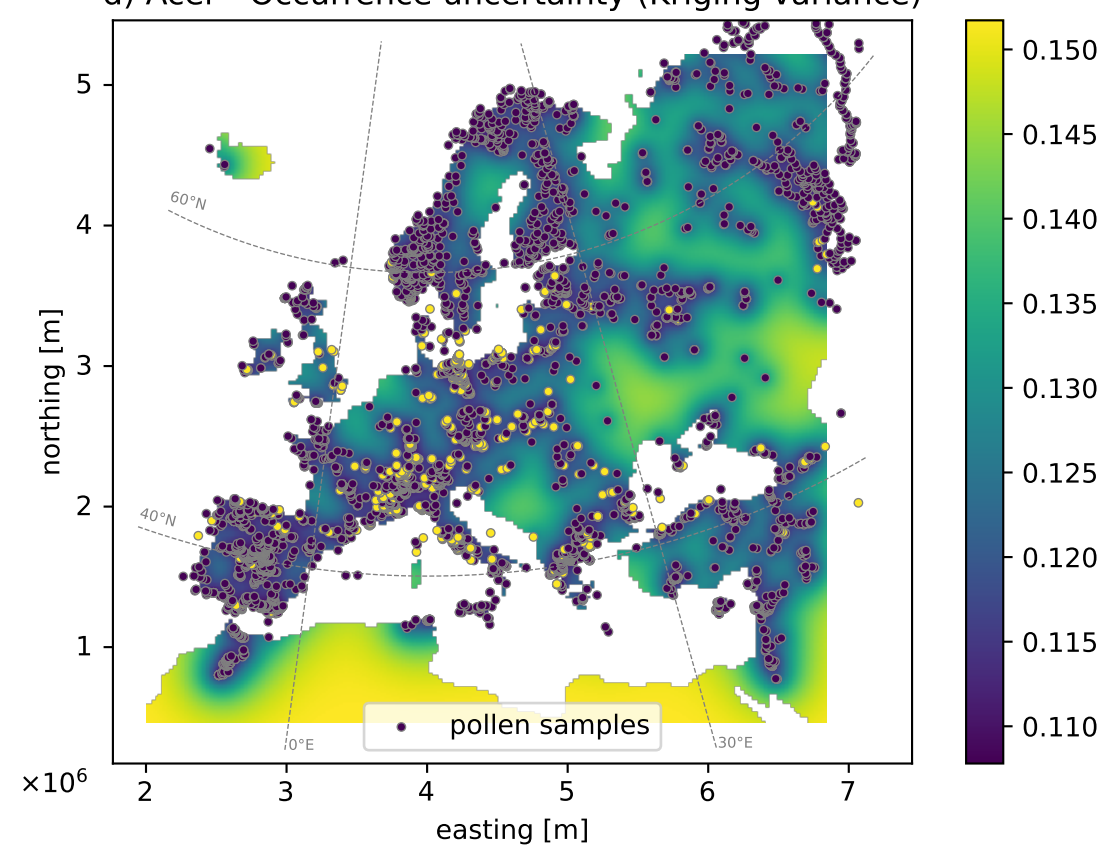 a) Acer - Occurrence uncertainty (Kriging variance)
5
4
3
2
1
northing [m]
×10⁶
60°N
40°N
0°E
30°E
pollen samples
2 3 4 5 6 7
easting [m]
0.150
0.145
0.140
0.135
0.130
0.125
0.120
0.115
0.110